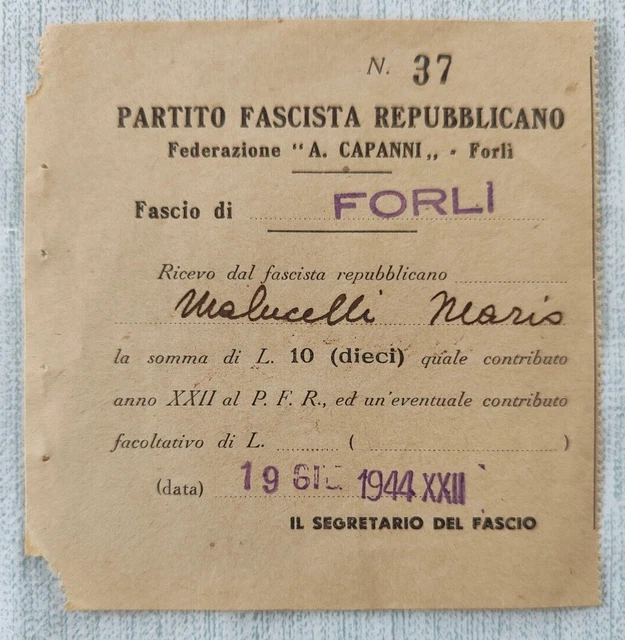 N. 37
PARTITO FASCISTA REPUBBLICANO
Federazione "A. CAPANNI„ - Forlì
Fascio di FORLÌ
Ricevo dal fascista repubblicano
Malucelli Maris
la somma di L. 10 (dieci) quale contributo
anno XXII al P. F. R., ed un'eventuale contributo
facoltativo di L. ......... ( ......................... )
(data) 19 GIU 1944 XXII
IL SEGRETARIO DEL FASCIO